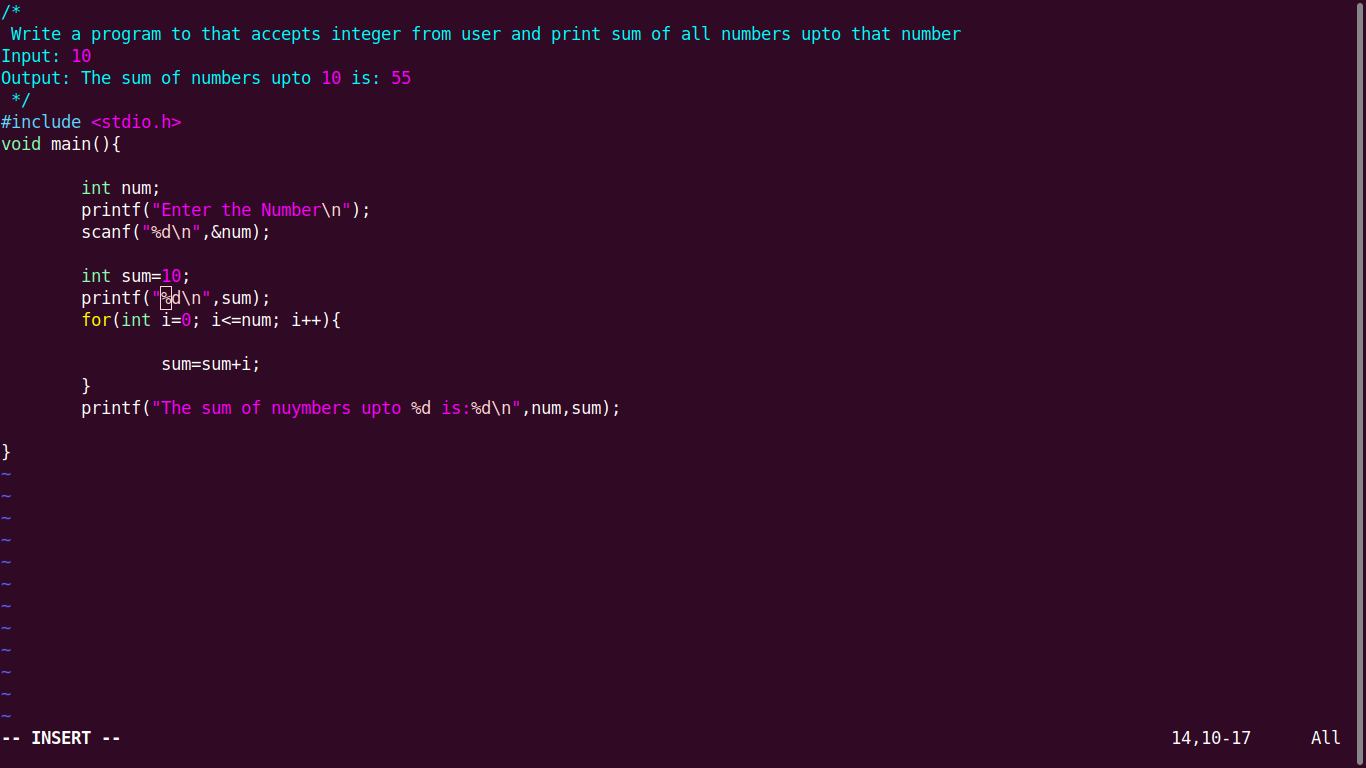 /*
 Write a program to that accepts integer from user and print sum of all numbers upto that number
Input: 10
Output: The sum of numbers upto 10 is: 55
 */
#include <stdio.h>
void main(){
        int num;
        printf("Enter the Number\n");
        scanf("%d\n",&num);
        int sum=10;
        printf("%d\n",sum);
        for(int i=0; i<=num; i++){
                sum=sum+i;
        }
        printf("The sum of nuymbers upto %d is:%d\n",num,sum);
}
~
~
~
~
~
~
~
~
~
~
~
~
-- INSERT -- 14,10-17 All